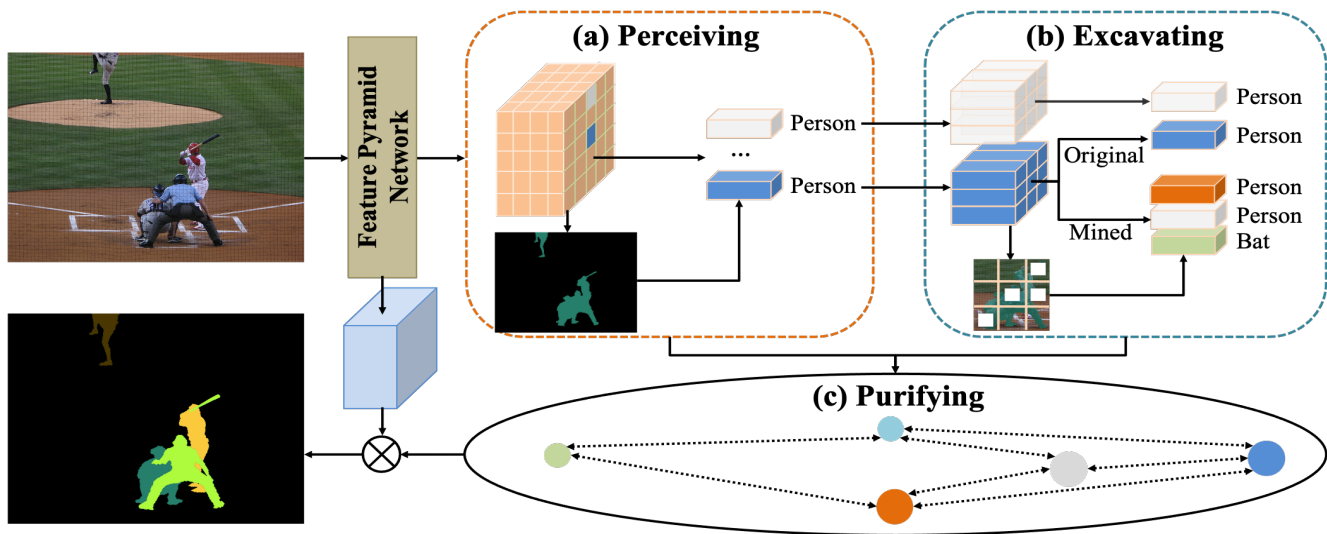 (a) Perceiving
(b) Excavating
Feature Pyramid
Network
Person
...
Person
Person
Original
Person
Mined
Person
Person
Bat
(c) Purifying